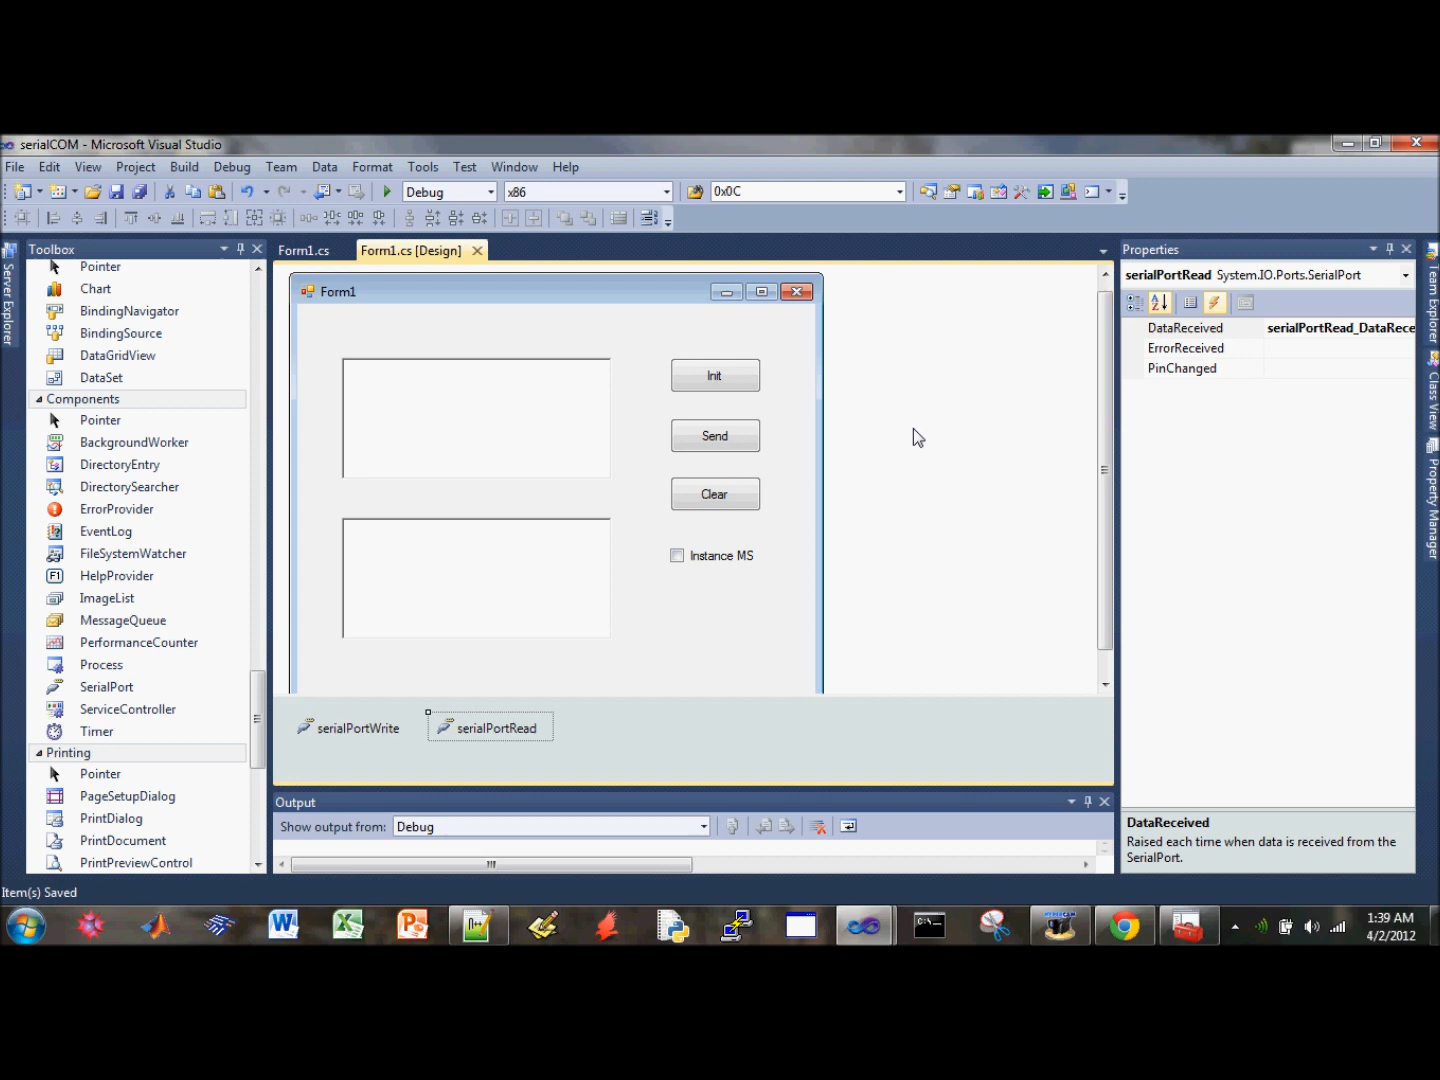 serialCOM - Microsoft Visual Studio
File Edit View Project Build Debug Team Data Format Tools Test Window Help
Debug x86 0x0C
Server Explorer
Toolbox
Pointer
Chart
BindingNavigator
BindingSource
DataGridView
DataSet
Components
Pointer
BackgroundWorker
DirectoryEntry
DirectorySearcher
ErrorProvider
EventLog
FileSystemWatcher
HelpProvider
ImageList
MessageQueue
PerformanceCounter
Process
SerialPort
ServiceController
Timer
Printing
Pointer
PageSetupDialog
PrintDialog
PrintDocument
PrintPreviewControl
Form1.cs Form1.cs [Design]
Form1
Init
Send
Clear
Instance MS
serialPortWrite serialPortRead
Output
Show output from: Debug
Properties
serialPortRead System.IO.Ports.SerialPort
DataReceived serialPortRead_DataRece
ErrorReceived
PinChanged
DataReceived
Raised each time when data is received from the
SerialPort.
Team Explorer
Class View
Property Manager
Item(s) Saved
1:39 AM
4/2/2012